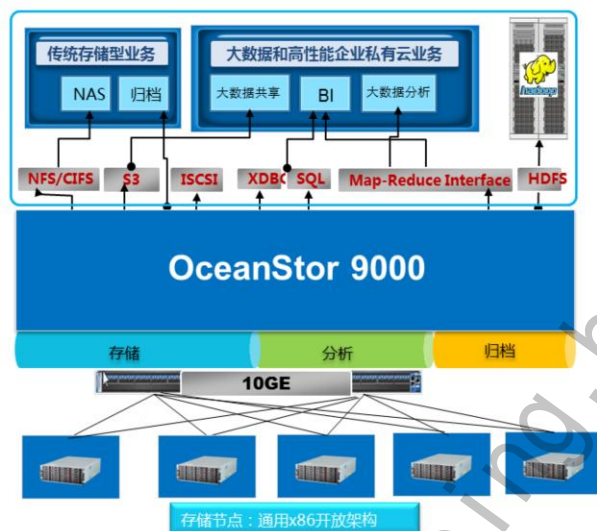 传统存储型业务
大数据和高性能企业私有云业务
NAS
归档
大数据共享
BI
大数据分析
hadoop
NFS/CIFS
S3
ISCSI
XDBC
SQL
Map-Reduce Interface
HDFS
OceanStor 9000
存储
分析
归档
10GE
存储节点：通用x86开放架构